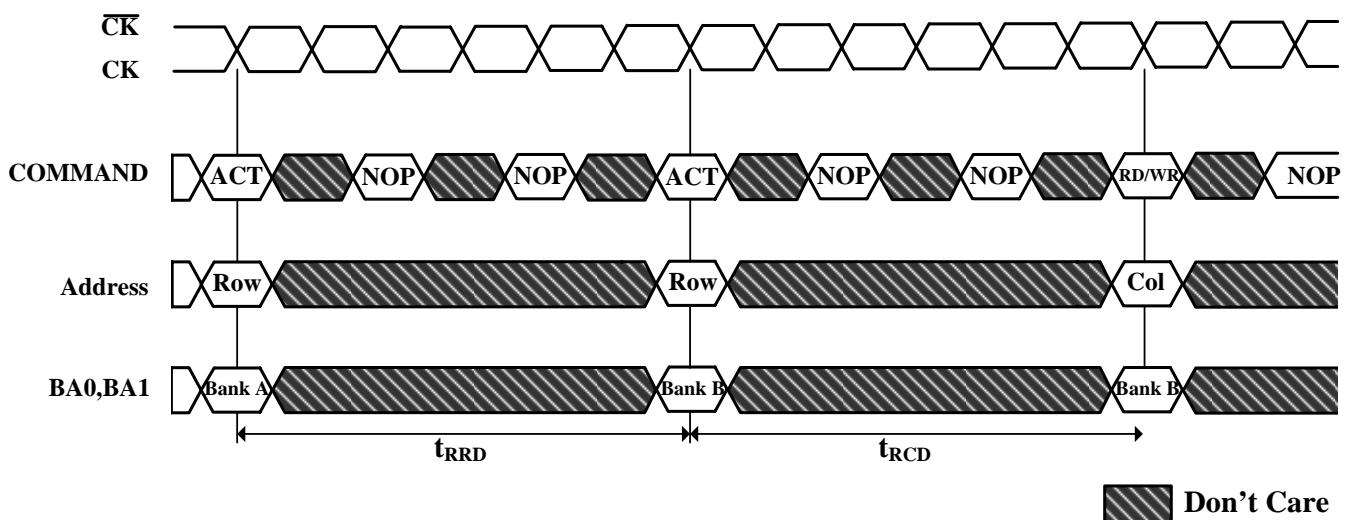 CK
CK
COMMAND ACT NOP NOP ACT NOP NOP RD/WR NOP
Address Row Row Col
BA0,BA1 Bank A Bank B Bank B
tRRD tRCD
Don't Care